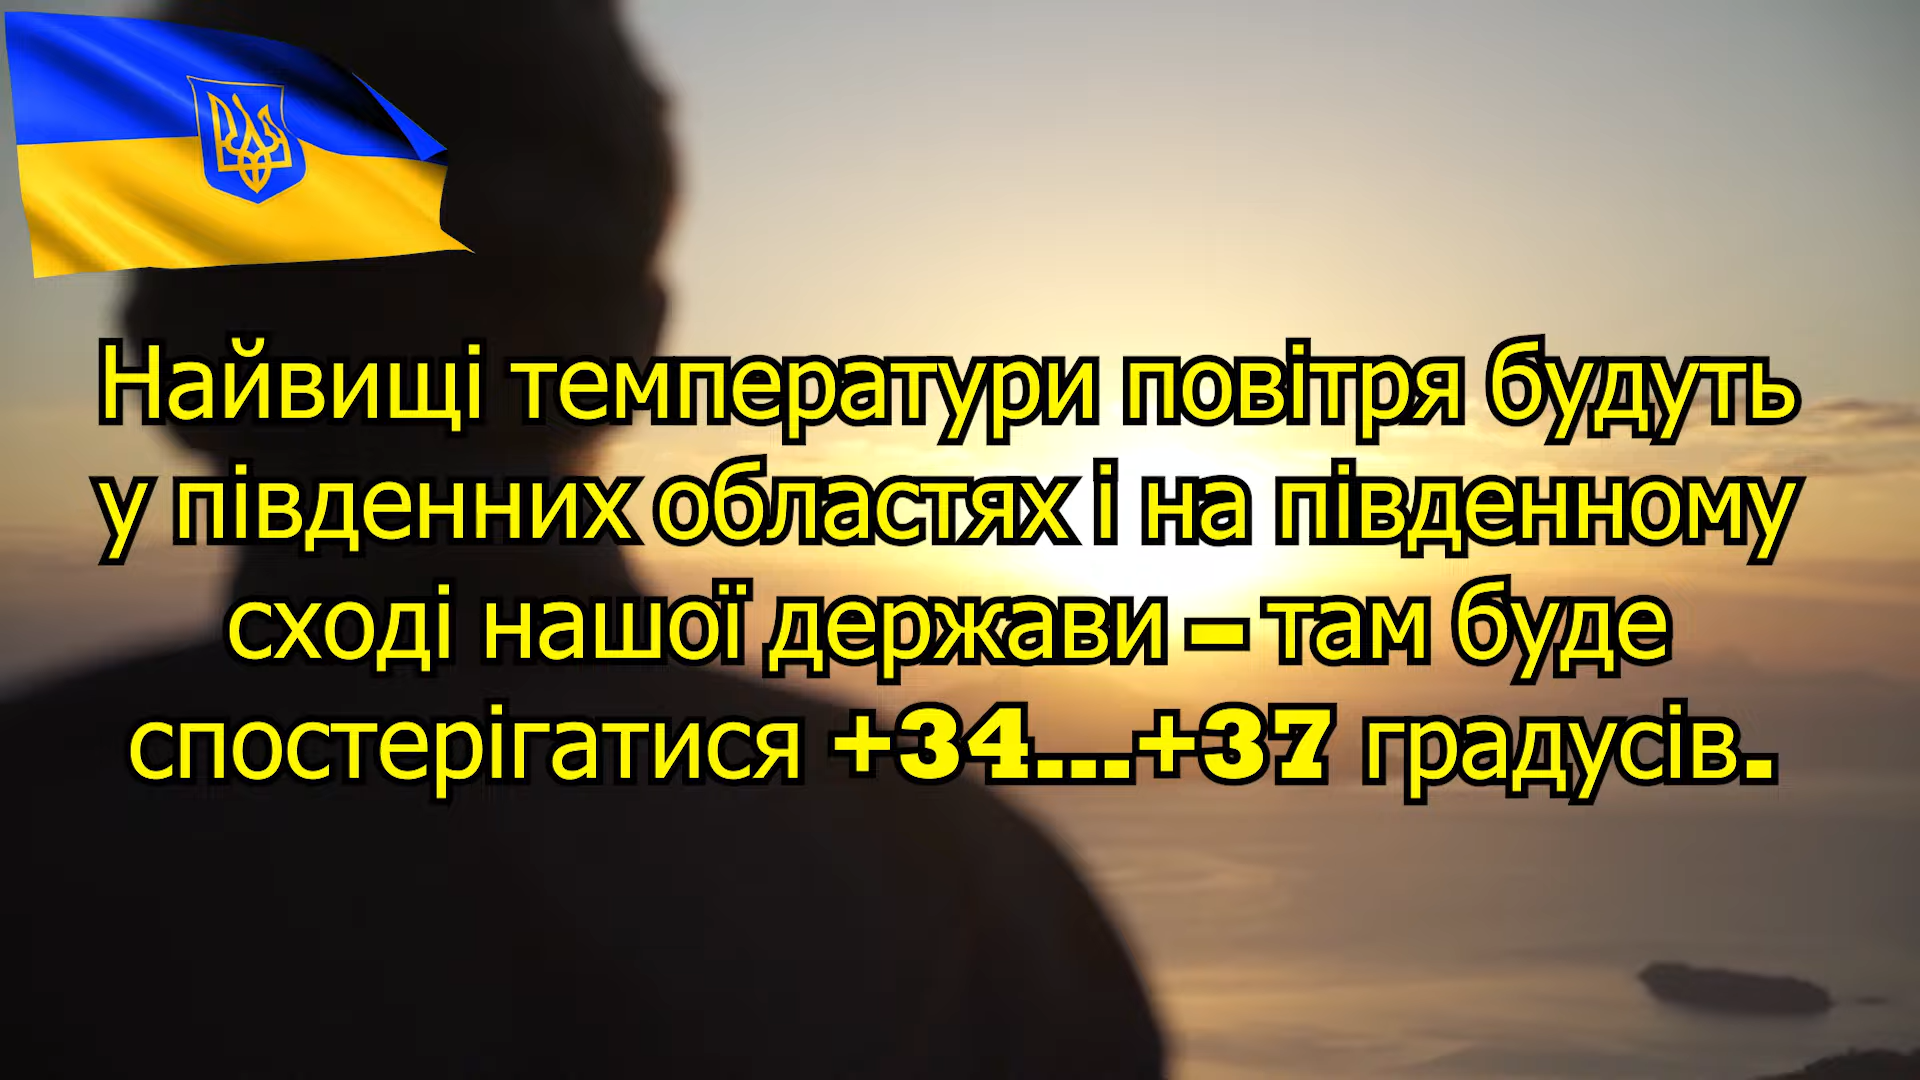 Найвищі температури повітря будуть
у південних областях і на південному
сході нашої держави – там буде
спостерігатися +34...+37 градусів.